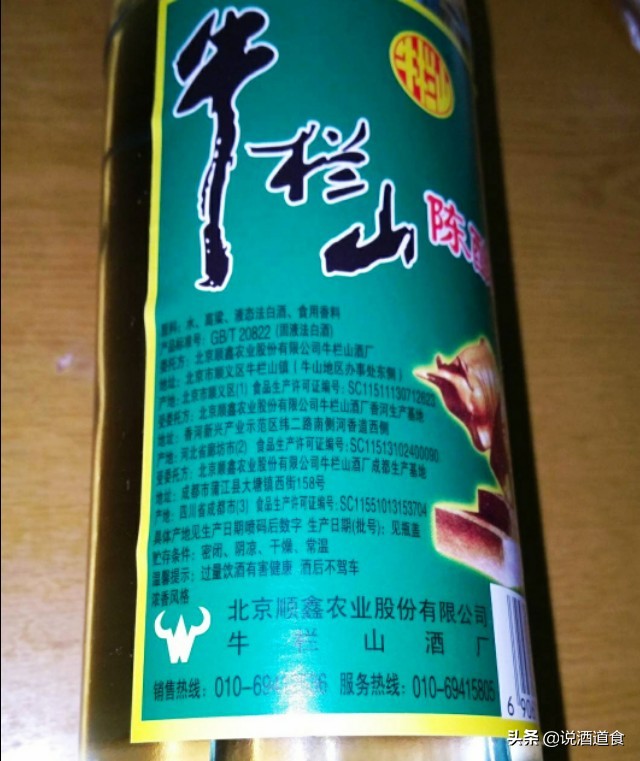 牛栏山
牛栏山
陈
原料：水、高粱、液态法白酒、食用香料
产品标准号：GB/T 20822（固液法白酒）
委托方：北京顺鑫农业股份有限公司牛栏山酒厂
地址：北京市顺义区牛栏山镇（牛山地区办事处东侧）
产地：北京市顺义区(1) 食品生产许可证编号：SC11511130712823
受委托方：北京顺鑫农业股份有限公司牛栏山酒厂香河生产基地
地址：香河新兴产业示范区纬二路南侧河香道西侧
产地：河北省廊坊市(2) 食品生产许可证编号：SC11513102400090
受委托方：北京顺鑫农业股份有限公司牛栏山酒厂成都生产基地
地址：成都市蒲江县大塘镇西街158号
产地：四川省成都市(3) 食品生产许可证编号：SC11551013153704
具体产地见生产日期喷码后数字 生产日期(批号)：见瓶盖
贮存条件：密闭、阴凉、干燥、常温
温馨提示：过量饮酒有害健康 酒后不驾车
浓香风格
北京顺鑫农业股份有限公司
牛栏山酒厂
销售热线：010-69 服务热线：010-69415805
6 90
头条 @说酒道食